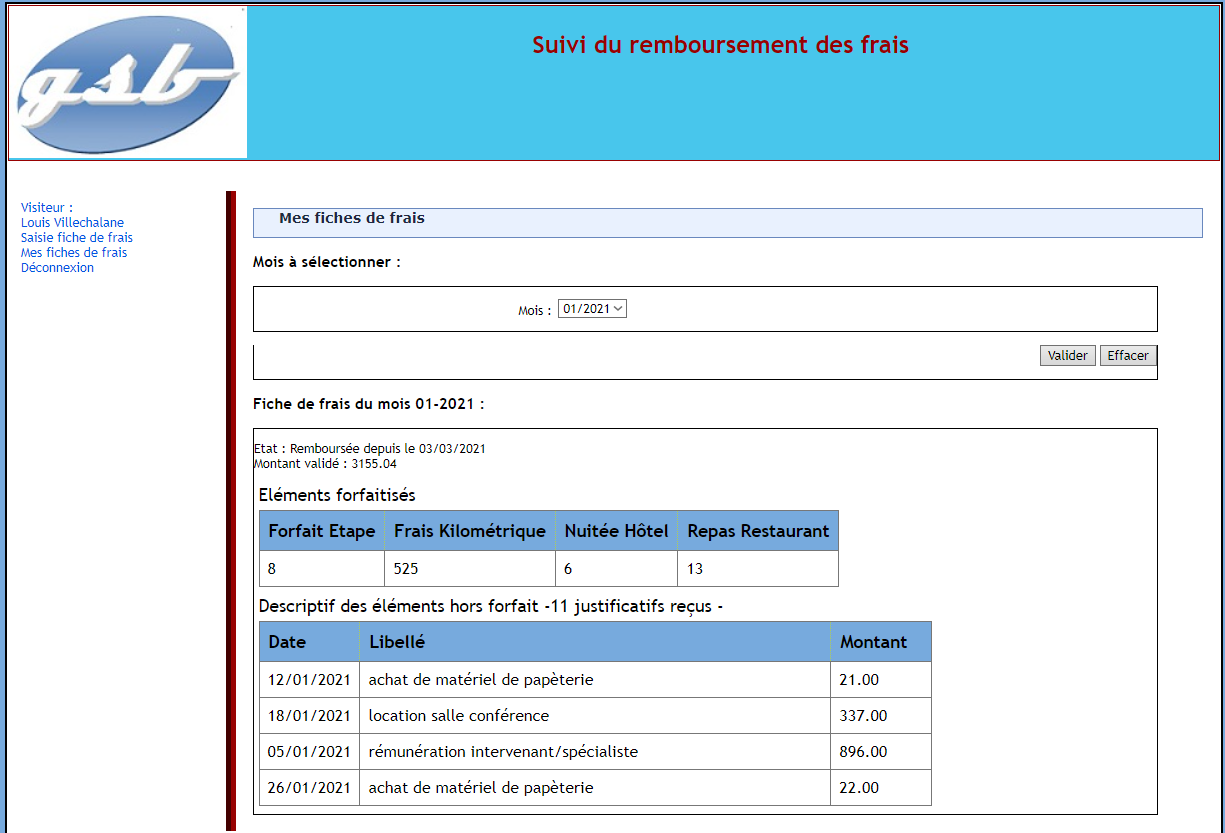 gsb
Suivi du remboursement des frais
Visiteur :
Louis Villechalane
Saisie fiche de frais
Mes fiches de frais
Déconnexion
Mes fiches de frais
Mois à sélectionner :
Mois : 01/2021
Valider Effacer
Fiche de frais du mois 01-2021 :
Etat : Remboursée depuis le 03/03/2021
Montant validé : 3155.04
Eléments forfaitisés
Forfait Etape Frais Kilométrique Nuitée Hôtel Repas Restaurant
8 525 6 13
Descriptif des éléments hors forfait -11 justificatifs reçus -
Date Libellé Montant
12/01/2021 achat de matériel de papèterie 21.00
18/01/2021 location salle conférence 337.00
05/01/2021 rémunération intervenant/spécialiste 896.00
26/01/2021 achat de matériel de papèterie 22.00